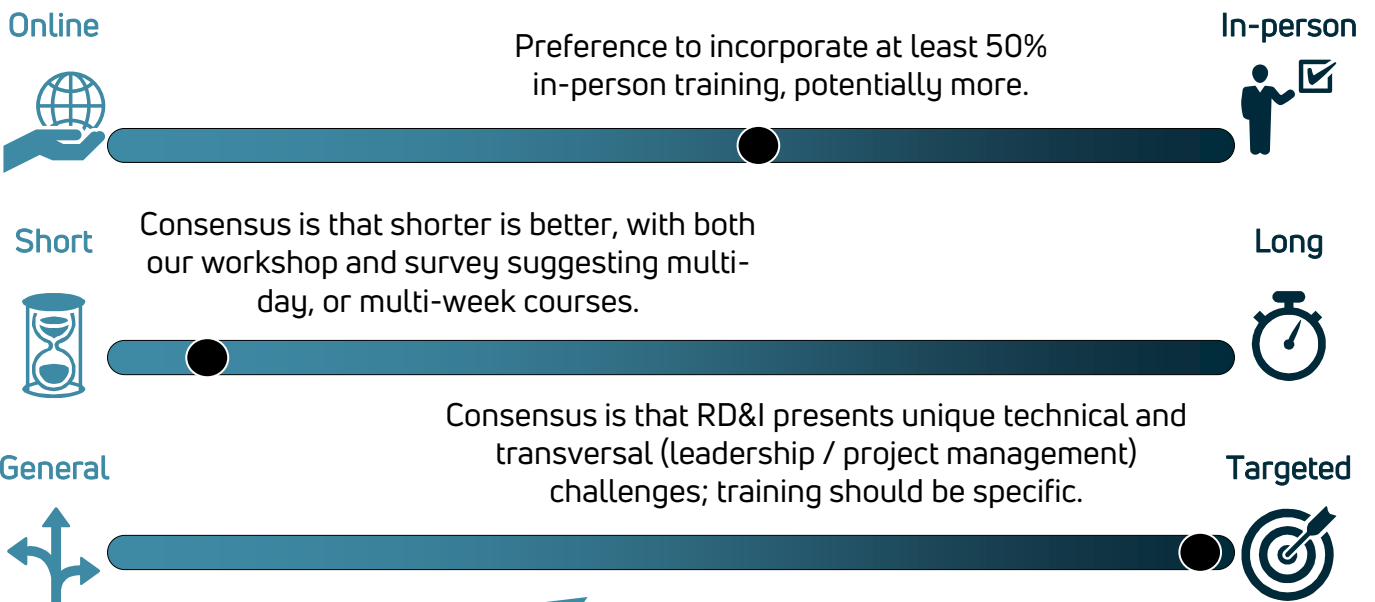 Online
In-person
Preference to incorporate at least 50%
in-person training, potentially more.
Short
Long
Consensus is that shorter is better, with both
our workshop and survey suggesting multi-
day, or multi-week courses.
General
Targeted
Consensus is that RD&I presents unique technical and
transversal (leadership / project management)
challenges; training should be specific.